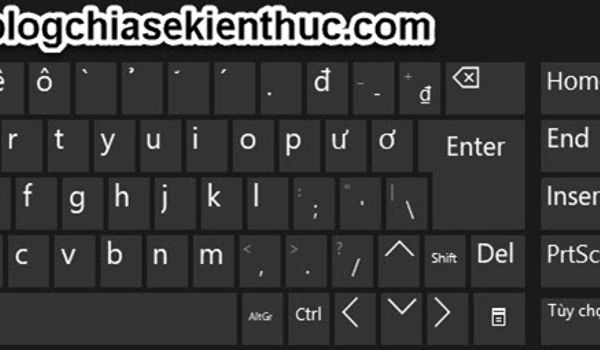 blogchiasekienthuc.com
ê ô ` ̉ ˜ ´ . đ _ - + ₫ Home
r t y u i o p ư ơ Enter End
f g h j k l : ; " ' | \ Inser
c v b n m < , > . ? / Shift Del PrtSc
AltGr Ctrl Tùy chọ